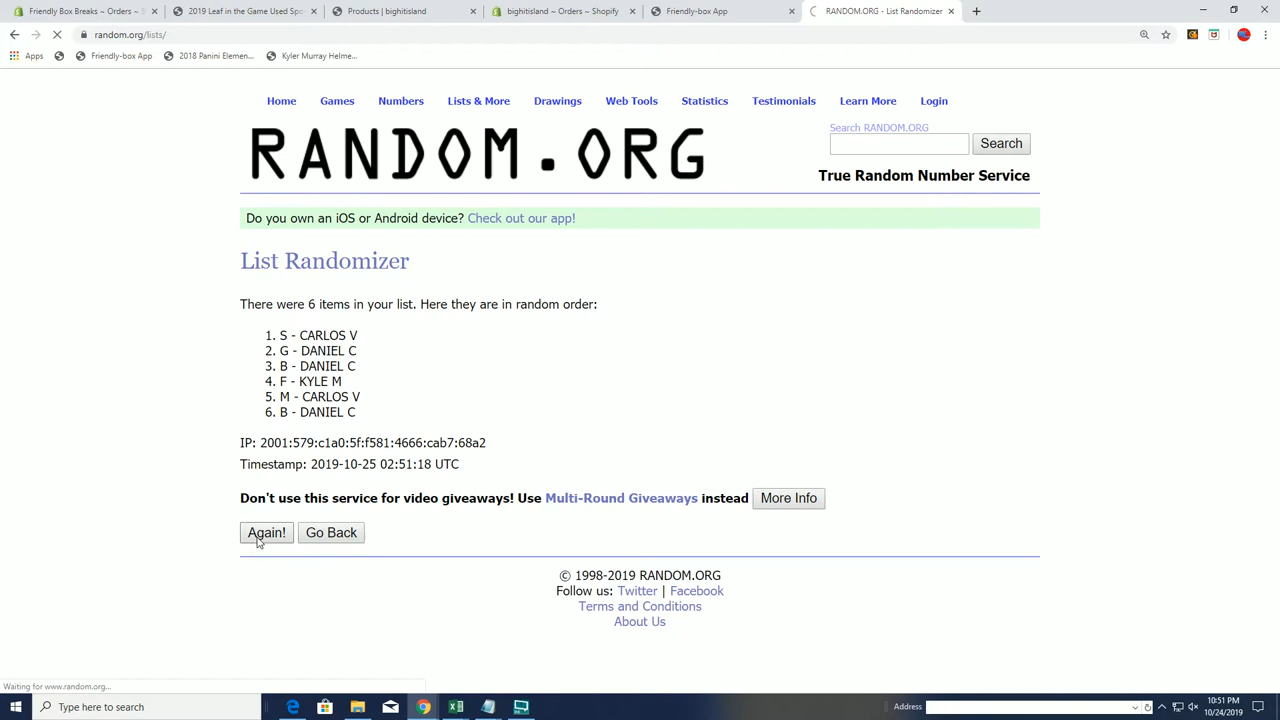 Friendly Box Breaks ~ Orders ~ S
2019 Leaf in the Game Used Spo
Products | bighitisland
bighitisland ~ Orders ~ Shopify
Friendly-box App
RANDOM.ORG - List Randomizer
random.org/lists/
Apps
Friendly-box App
2018 Panini Elemen...
Kyler Murray Helme...
Home
Games
Numbers
Lists & More
Drawings
Web Tools
Statistics
Testimonials
Learn More
Login
RANDOM.ORG
Search RANDOM.ORG
Search
True Random Number Service
Do you own an iOS or Android device? Check out our app!
List Randomizer
There were 6 items in your list. Here they are in random order:
1. S - CARLOS V
2. G - DANIEL C
3. B - DANIEL C
4. F - KYLE M
5. M - CARLOS V
6. B - DANIEL C
IP: 2001:579:c1a0:5f:f581:4666:cab7:68a2
Timestamp: 2019-10-25 02:51:18 UTC
Don't use this service for video giveaways! Use Multi-Round Giveaways instead More Info
Again! Go Back
© 1998-2019 RANDOM.ORG
Follow us: Twitter | Facebook
Terms and Conditions
About Us
Waiting for www.random.org...
Type here to search
Address
10:51 PM
10/24/2019